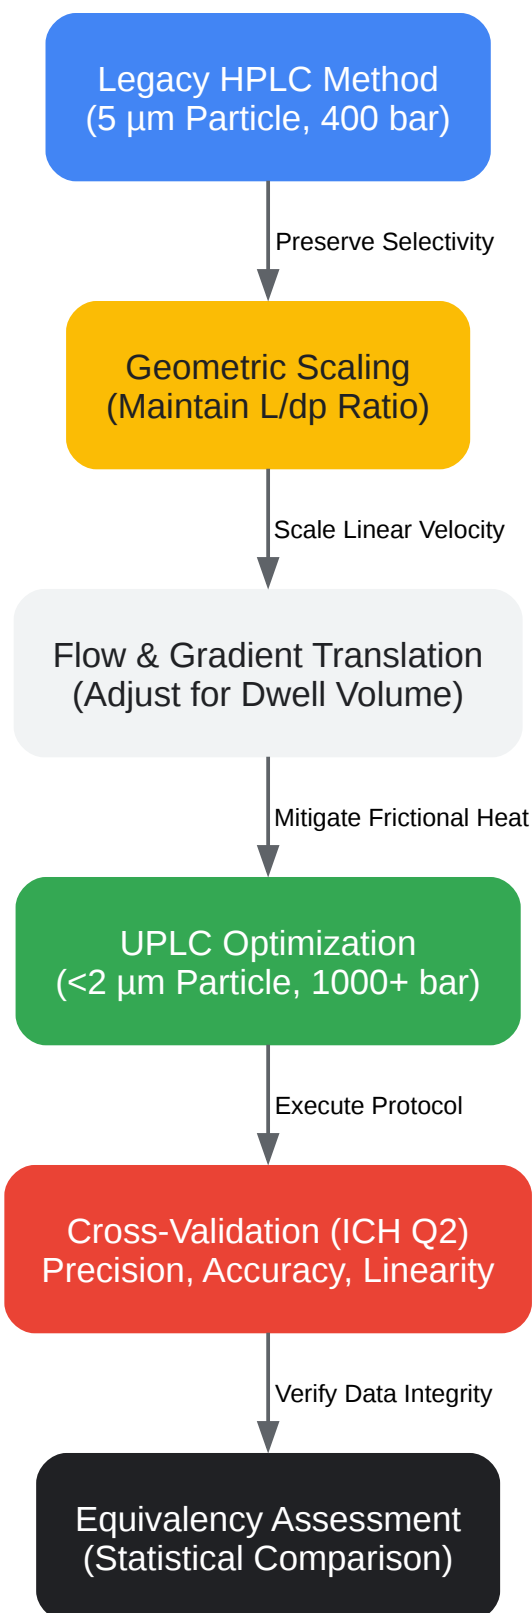 Legacy HPLC Method
(5 µm Particle, 400 bar)
Preserve Selectivity
Geometric Scaling
(Maintain L/dp Ratio)
Scale Linear Velocity
Flow & Gradient Translation
(Adjust for Dwell Volume)
Mitigate Frictional Heat
UPLC Optimization
(<2 µm Particle, 1000+ bar)
Execute Protocol
Cross-Validation (ICH Q2)
Precision, Accuracy, Linearity
Verify Data Integrity
Equivalency Assessment
(Statistical Comparison)